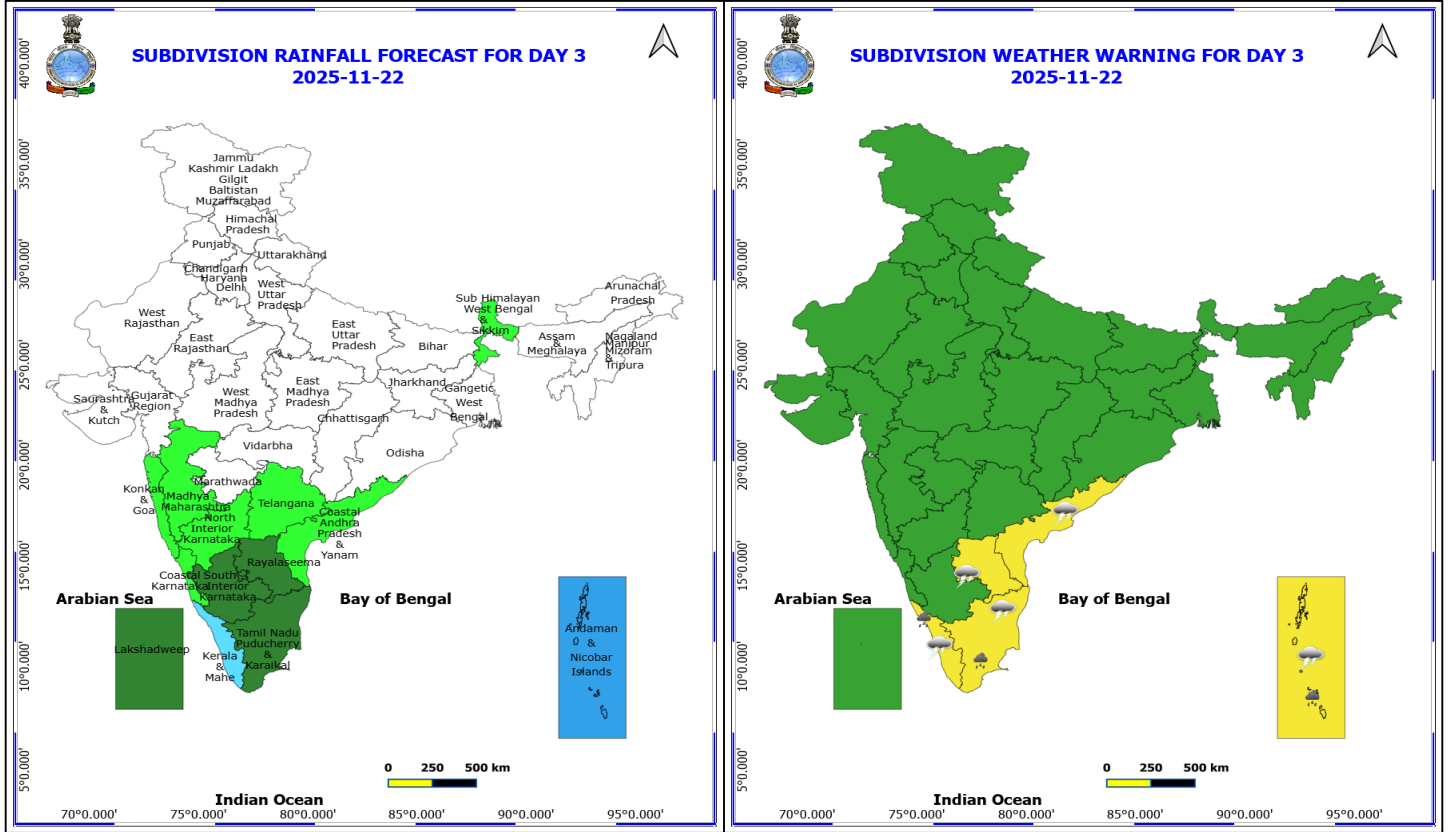 SUBDIVISION RAINFALL FORECAST FOR DAY 3
2025-11-22
40°0.000'
35°0.000'
30°0.000'
25°0.000'
20°0.000'
15°0.000'
10°0.000'
5°0.000'
Jammu
Kashmir Ladakh
Gilgit
Baltistan
Muzaffarabad
Himachal
Pradesh
Punjab
Uttarakhand
Chandigarh
Haryana
Delhi
West
Uttar
Pradesh
Arunachal
Pradesh
Sub Himalayan
West Bengal
&
Sikkim
West
Rajasthan
East
Rajasthan
East
Uttar
Pradesh
Bihar
Assam
&
Meghalaya
Nagaland
Manipur
Mizoram
&
Tripura
Saurashtra
&
Kutch
Gujarat
Region
West
Madhya
Pradesh
East
Madhya
Pradesh
Jharkhand
Gangetic
West
Bengal
Chhattisgarh
Vidarbha
Odisha
Konkan
&
Goa
Marathwada
Madhya
Maharashtra
North
Interior
Karnataka
Telangana
Coastal
Andhra
Pradesh
&
Yanam
Rayalaseema
Coastal
Karnataka
South
Interior
Karnataka
Arabian Sea
Bay of Bengal
Lakshadweep
Kerala
&
Mahe
Tamil Nadu
Puducherry
&
Karaikal
Andaman
&
Nicobar
Islands
0 250 500 km
Indian Ocean
70°0.000' 75°0.000' 80°0.000' 85°0.000' 90°0.000' 95°0.000'
SUBDIVISION WEATHER WARNING FOR DAY 3
2025-11-22
40°0.000'
35°0.000'
30°0.000'
25°0.000'
20°0.000'
15°0.000'
10°0.000'
5°0.000'
Arabian Sea
Bay of Bengal
0 250 500 km
Indian Ocean
70°0.000' 75°0.000' 80°0.000' 85°0.000' 90°0.000' 95°0.000'